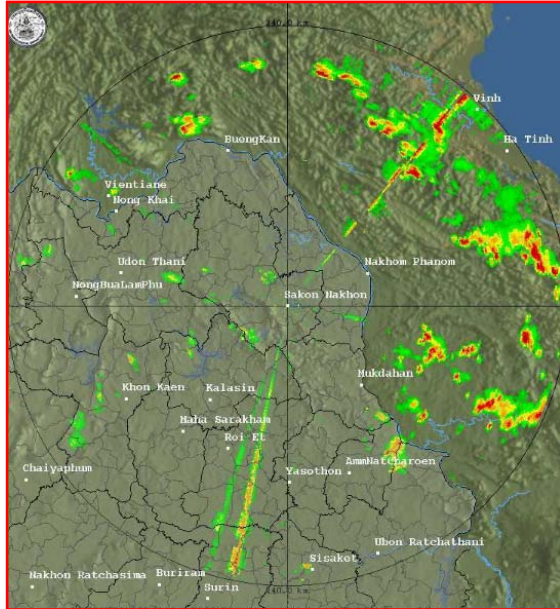 240.0 km
Vinh
Ha Tinh
BuengKan
Vientiane
Nong Khai
Udon Thani
Nakhom Phanom
NongBuaLamPhu
Sakon Nakhon
Mukdahan
Khon Kaen
Kalasin
Maha Sarakham
Roi Et
Chaiyaphum
Yasothon
AmnNatcharoen
Ubon Ratchathani
Sisaket
Nakhon Ratchasima
Buriram
Surin
240.0 km